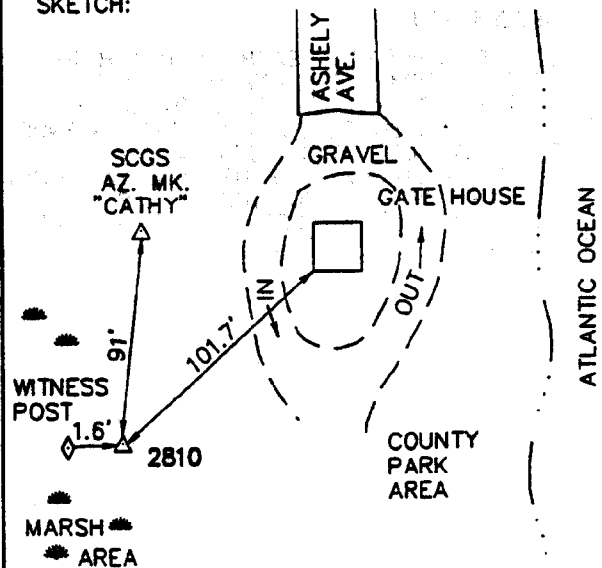 SKETCH:
ASHELY
AVE.
GRAVEL
SCGS
AZ. MK.
"CATHY"
GATE HOUSE
IN
OUT
ATLANTIC OCEAN
91'
101.7'
WITNESS
POST
1.6'
2810
COUNTY
PARK
AREA
MARSH
AREA